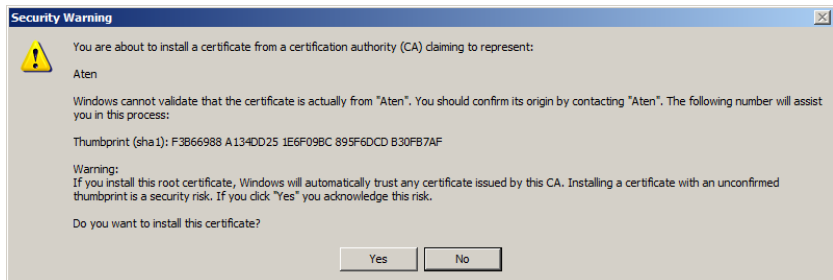 Security Warning
You are about to install a certificate from a certification authority (CA) claiming to represent:
Aten
Windows cannot validate that the certificate is actually from "Aten". You should confirm its origin by contacting "Aten". The following number will assist
you in this process:
Thumbprint (sha1): F3B66988 A134DD25 1E6F09BC 895F6DCD B30FB7AF
Warning:
If you install this root certificate, Windows will automatically trust any certificate issued by this CA. Installing a certificate with an unconfirmed
thumbprint is a security risk. If you click "Yes" you acknowledge this risk.
Do you want to install this certificate?
Yes No